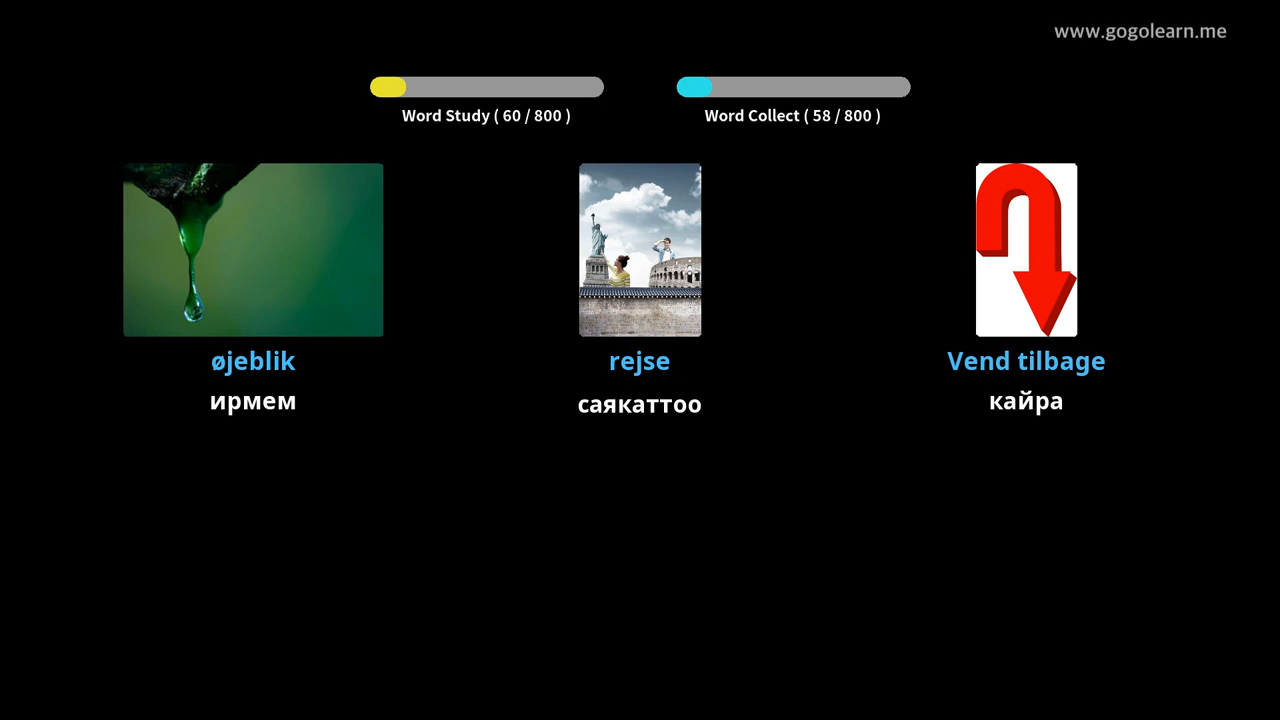 www.gogolearn.me
Word Study ( 60 / 800 )
Word Collect ( 58 / 800 )
øjeblik
rejse
Vend tilbage
ирмем
саякаттоо
кайра